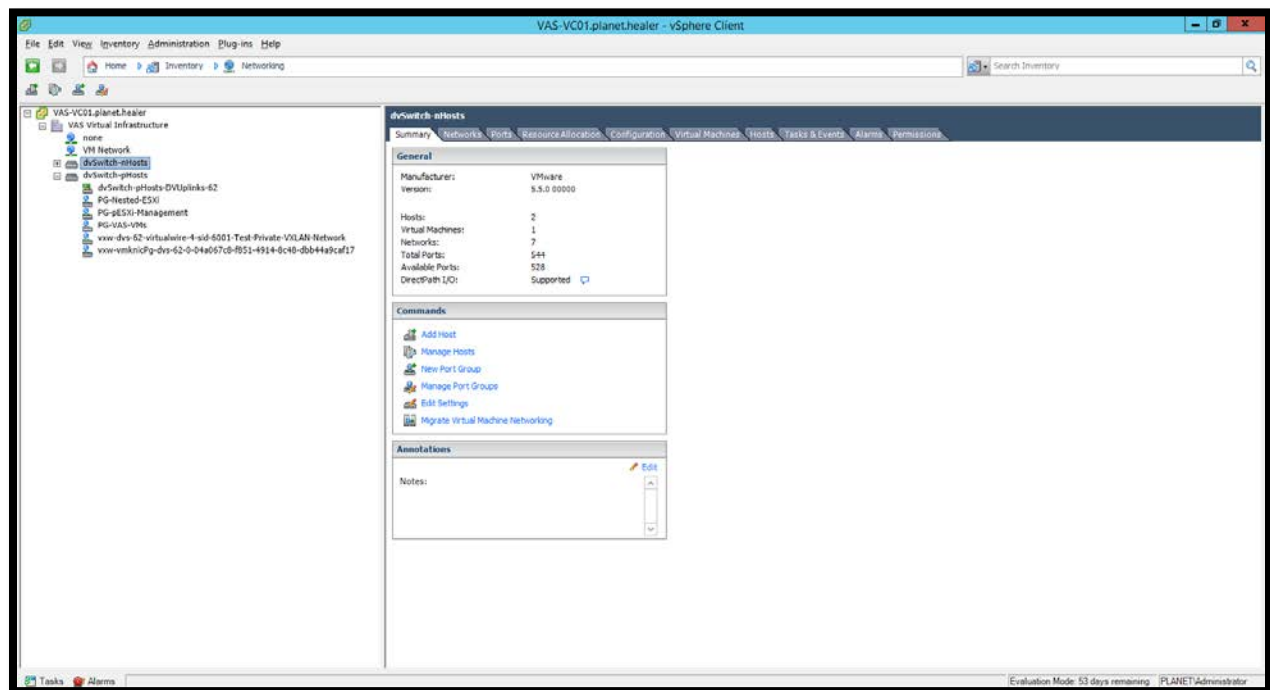 VAS-VC01.planet.healer - vSphere Client
File Edit View Inventory Administration Plug-ins Help
Home Inventory Networking
Search Inventory
VAS-VC01.planet.healer
VAS Virtual Infrastructure
none
VM Network
dvSwitch-nHosts
dvSwitch-pHosts
dvSwitch-pHosts-DVUplinks-62
PG-Nested-ESXi
PG-pESXi-Management
PG-VAS-VMs
vxw-dvs-62-virtualwire-4-sid-6001-Test-Private-VXLAN-Network
vxw-vmknicPg-dvs-62-0-04a067c8-f851-4914-8c48-dbb44a9caf17
dvSwitch-nHosts
Summary Networks Ports Resource Allocation Configuration Virtual Machines Hosts Tasks & Events Alarms Permissions
General
Manufacturer: VMware
Version: 5.5.0 00000
Hosts: 2
Virtual Machines: 1
Networks: 7
Total Ports: 544
Available Ports: 528
DirectPath I/O: Supported
Commands
Add Host
Manage Hosts
New Port Group
Manage Port Groups
Edit Settings
Migrate Virtual Machine Networking
Annotations
Edit
Notes:
Tasks Alarms
Evaluation Mode: 53 days remaining PLANET\Administrator